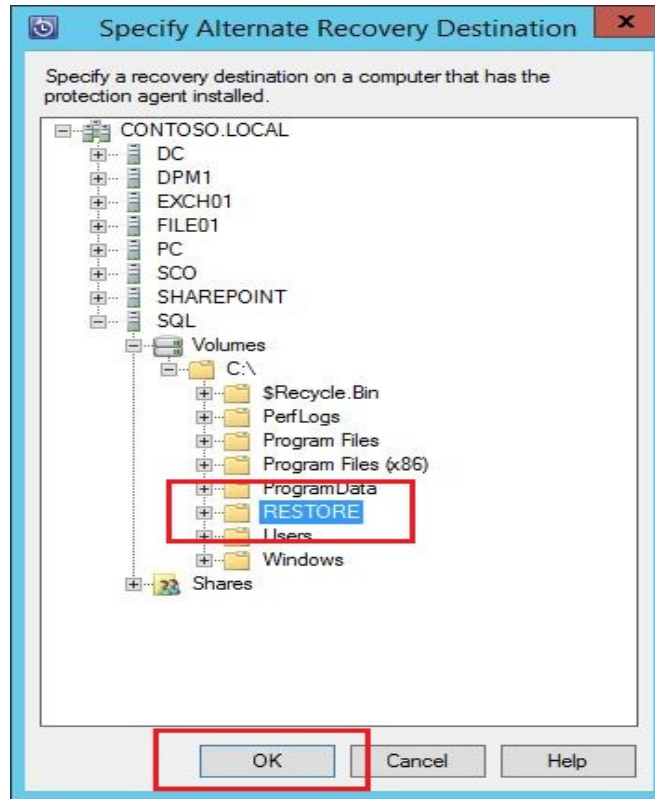 Specify Alternate Recovery Destination
x
Specify a recovery destination on a computer that has the
protection agent installed.
CONTOSO.LOCAL
DC
DPM1
EXCH01
FILE01
PC
SCO
SHAREPOINT
SQL
Volumes
C:\
$Recycle.Bin
PerfLogs
Program Files
Program Files (x86)
ProgramData
RESTORE
Users
Windows
Shares
OK Cancel Help